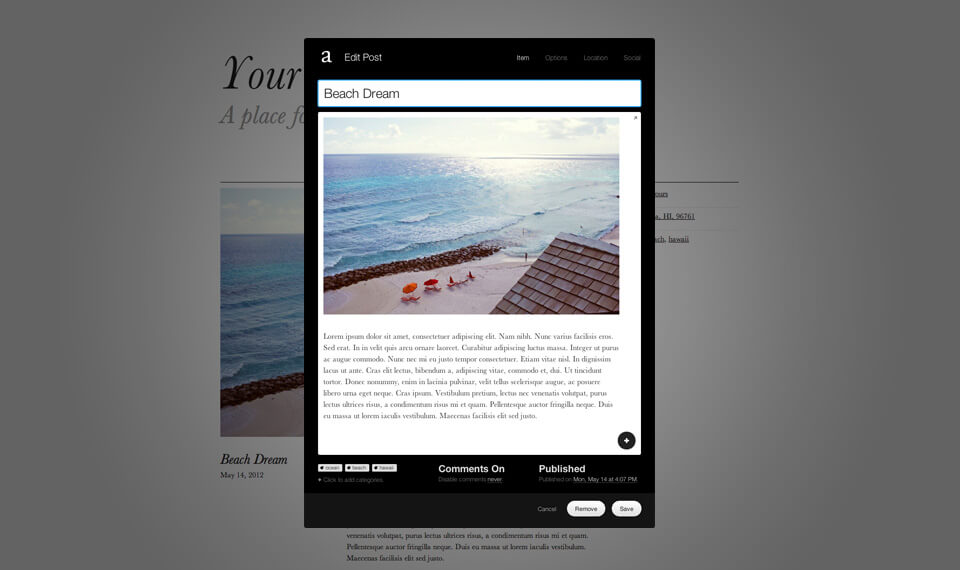 Your
A place fo
a Edit Post
Item Options Location Social
Beach Dream
Lorem ipsum dolor sit amet, consectetuer adipiscing elit. Nam nibh. Nunc varius facilisis eros.
Sed erat. In in velit quis arcu ornare laoreet. Curabitur adipiscing luctus massa. Integer ut purus
ac augue commodo. Nunc nec mi eu justo tempor consectetuer. Etiam vitae nisl. In dignissim
lacus ut ante. Cras elit lectus, bibendum a, adipiscing vitae, commodo et, dui. Ut tincidunt
tortor. Donec nonummy, enim in lacinia pulvinar, velit tellus scelerisque augue, ac posuere
libero urna eget neque. Cras ipsum. Vestibulum pretium, lectus nec venenatis volutpat, purus
lectus ultrices risus, a condimentum risus mi et quam. Pellentesque auctor fringilla neque. Duis
eu massa ut lorem iaculis vestibulum. Maecenas facilisis elit sed justo.
ours
a, HI, 96761
ach, hawaii
ocean beach hawaii
+ Click to add categories
Comments On
Disable comments never
Published
Published on Mon, May 14 at 4:07 PM
Cancel Remove Save
Beach Dream
May 14, 2012
venenatis volutpat, purus lectus ultrices risus, a condimentum risus mi et quam.
Pellentesque auctor fringilla neque. Duis eu massa ut lorem iaculis vestibulum.
Maecenas facilisis elit sed justo.